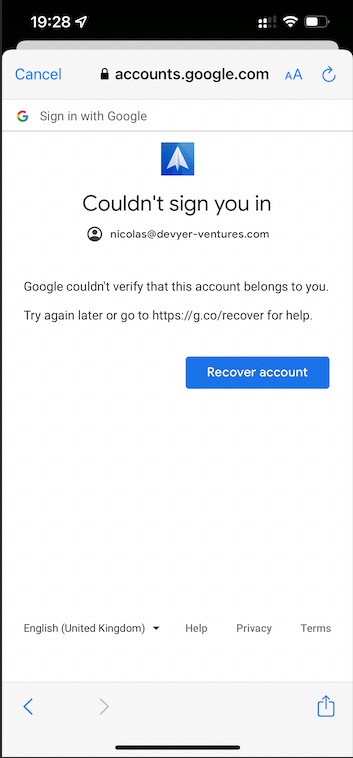 19:28
Cancel
accounts.google.com
AA
Sign in with Google
Couldn't sign you in
nicolas@devyer-ventures.com
Google couldn't verify that this account belongs to you.
Try again later or go to https://g.co/recover for help.
Recover account
English (United Kingdom)
Help
Privacy
Terms